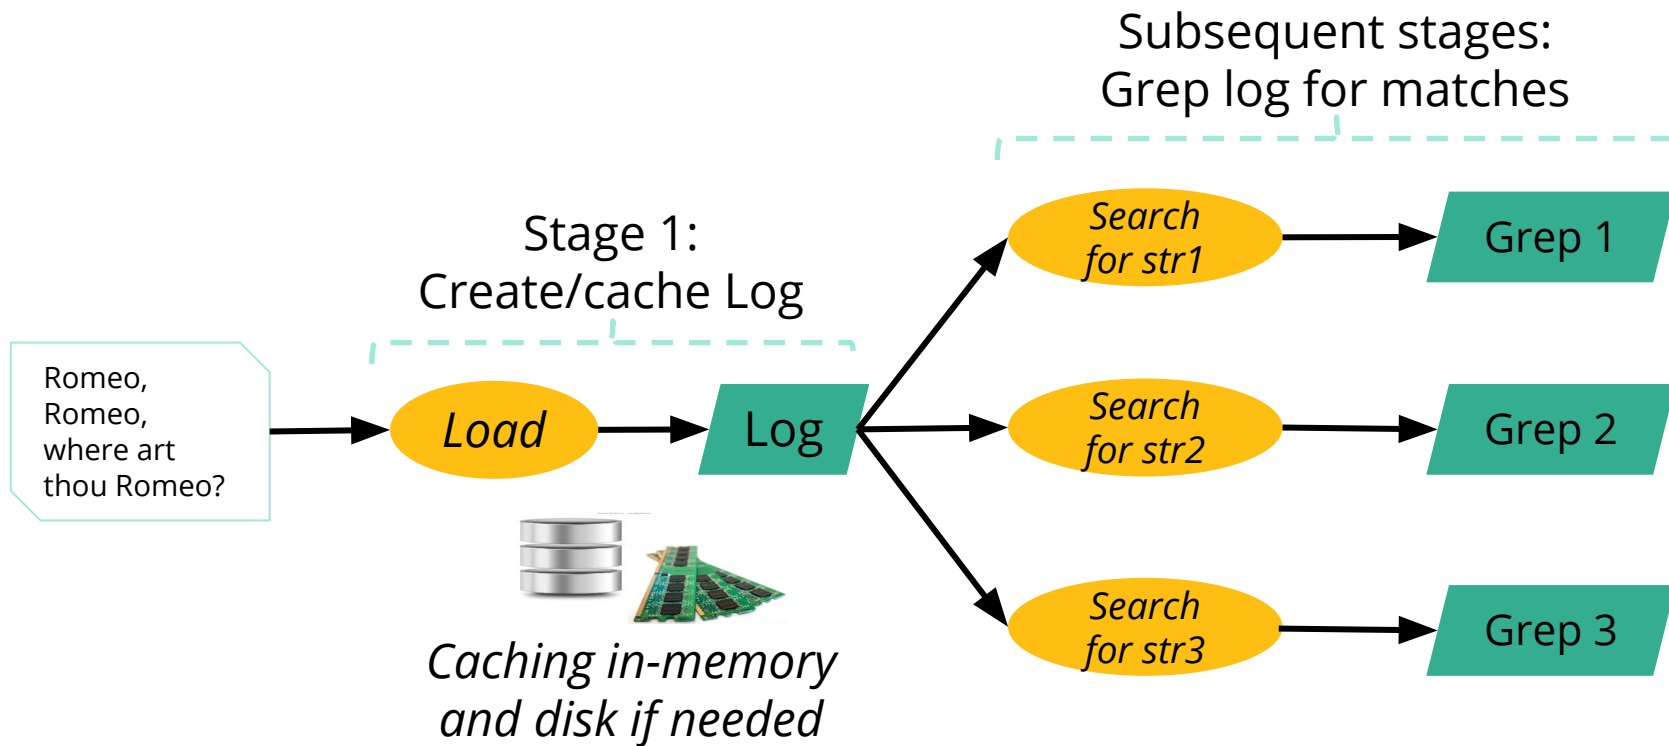 Subsequent stages:
Grep log for matches
Stage 1:
Create/cache Log
Romeo,
Romeo,
where art
thou Romeo?
Load
Log
Search
for str1
Grep 1
Search
for str2
Grep 2
Search
for str3
Grep 3
Caching in-memory
and disk if needed